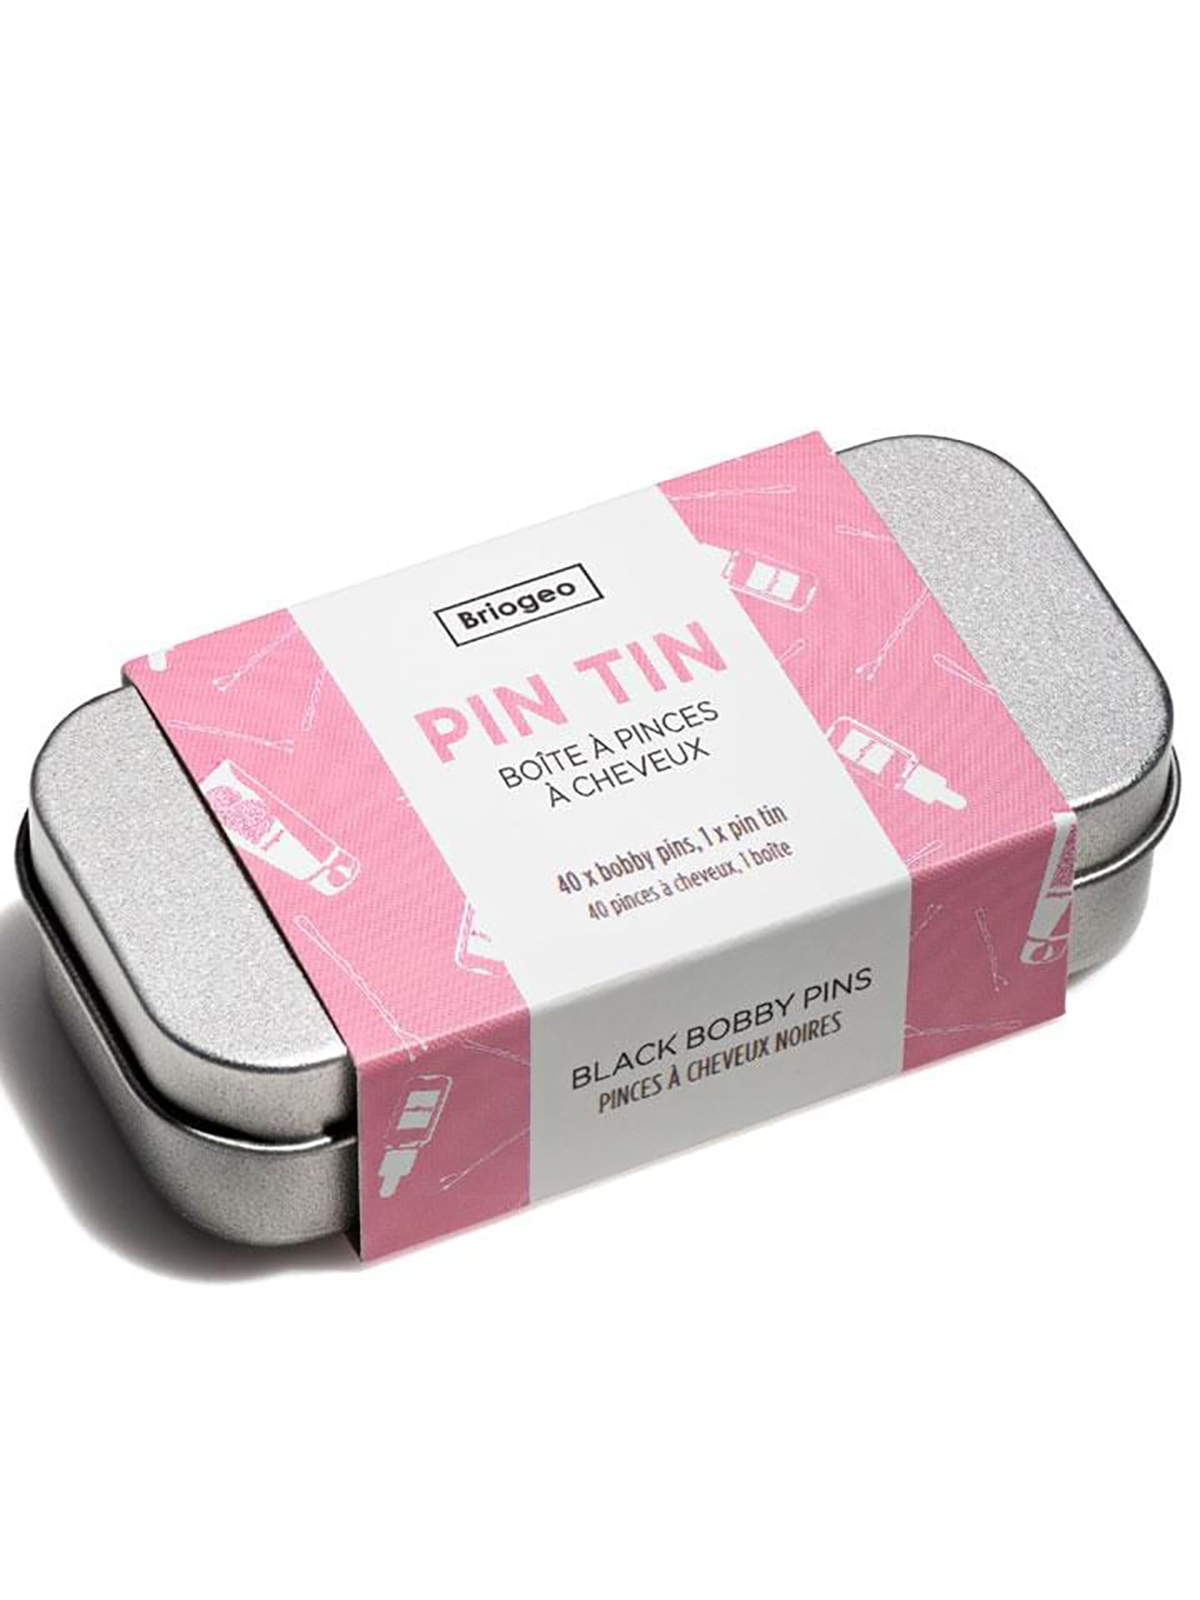 Briogeo
PIN TIN
BOÎTE À PINCES
À CHEVEUX
40 x bobby pins, 1 x pin tin
40 pinces à cheveux, 1 boîte
BLACK BOBBY PINS
PINCES À CHEVEUX NOIRES